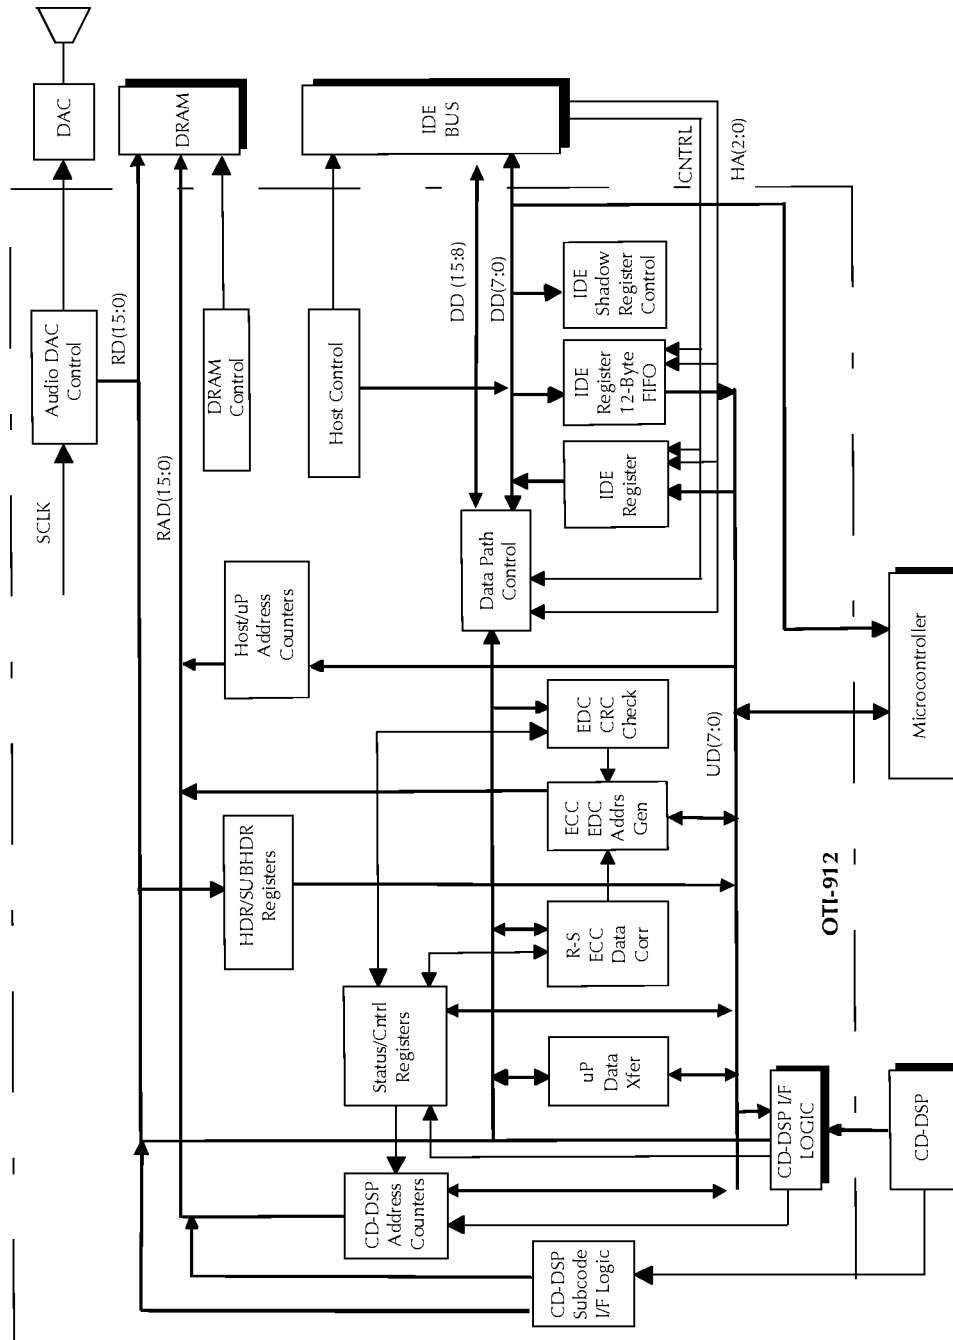 CD-DSP
Subcode
I/F Logic
CD-DSP
Address
Counters
Status/Cntrl
Registers
HDR/SUBHDR
Registers
Host/uP
Address
Counters
SCLK
Audio DAC
Control
DAC
RD(15:0)
RAD(15:0)
DRAM
Control
DRAM
Host Control
IDE
BUS
DD (15:8)
DD(7:0)
Data Path
Control
IDE
Register
IDE
Register
12-Byte
FIFO
IDE
Shadow
Register
Control
ICNTRL
HA(2:0)
uP
Data
Xfer
R-S
ECC
Data
Corr
ECC
EDC
Addrs
Gen
EDC
CRC
Check
UD(7:0)
CD-DSP I/F
LOGIC
OTI-912
CD-DSP
Microcontroller